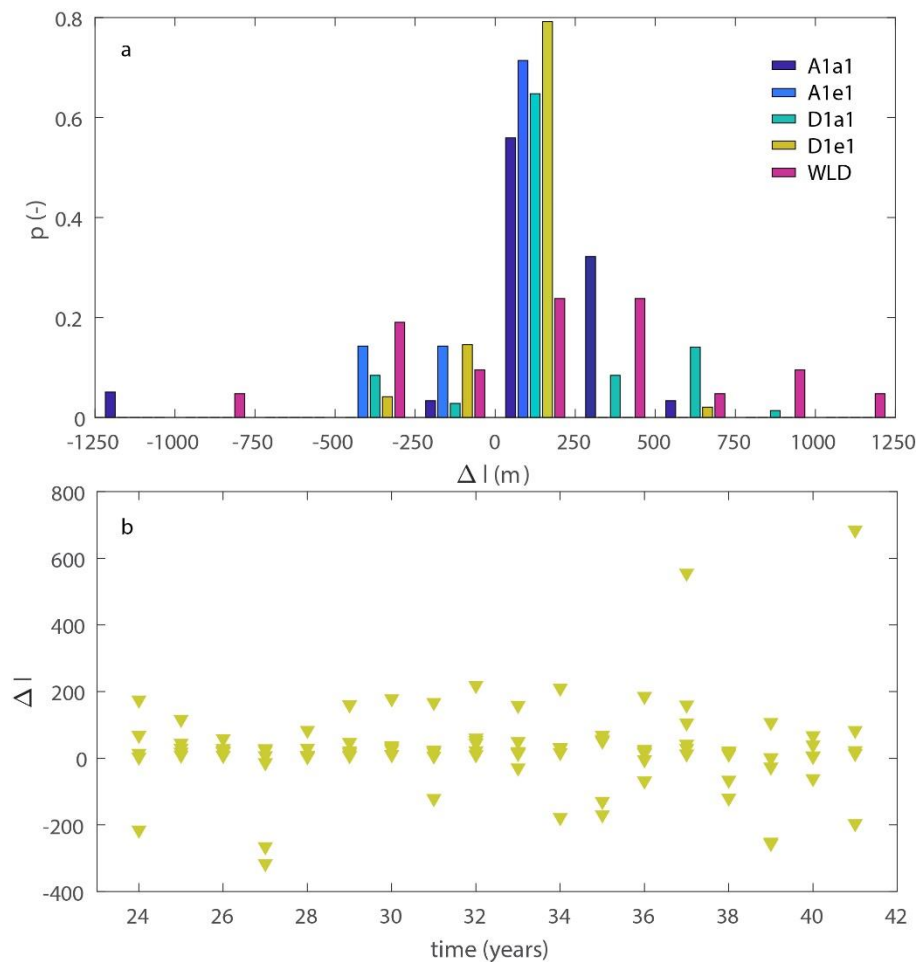 a
0.8
0.6
0.4
0.2
0
p (-)
A1a1
A1e1
D1a1
D1e1
WLD
-1250 -1000 -750 -500 -250 0 250 500 750 1000 1250
Δ l (m)
b
800
600
400
200
0
-200
-400
Δ l
24 26 28 30 32 34 36 38 40 42
time (years)